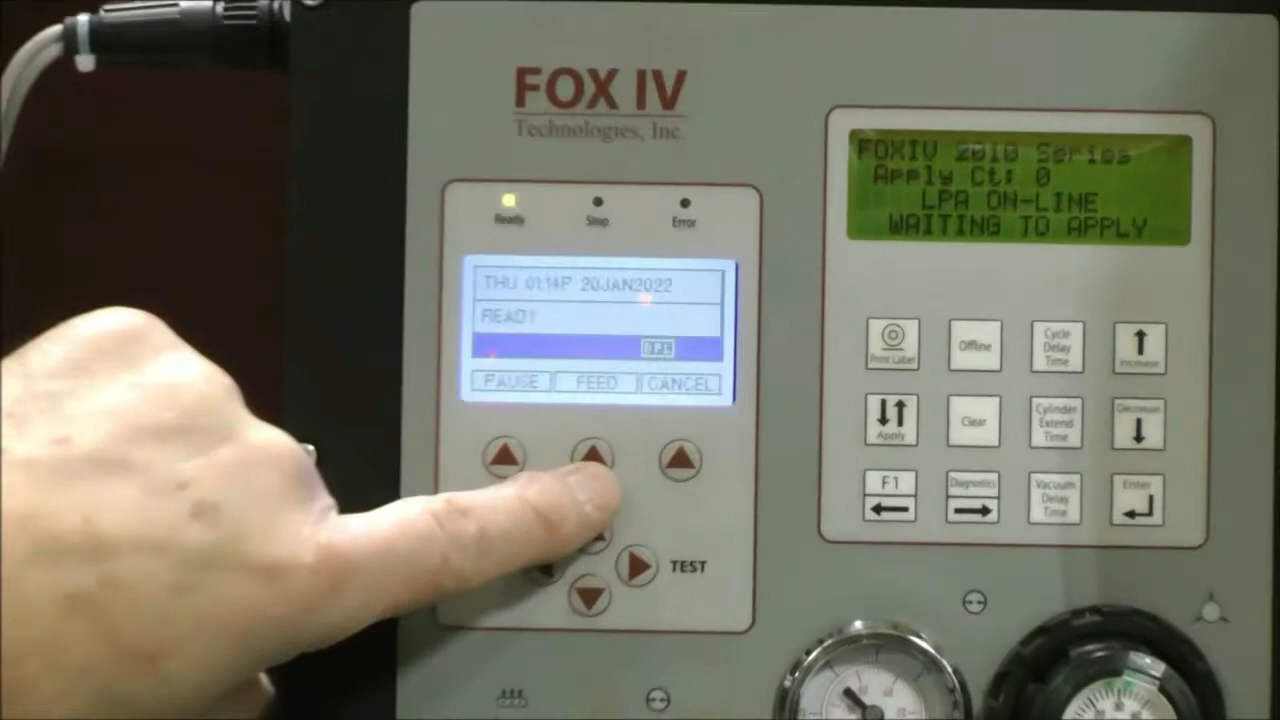 FOX IV
Technologies, Inc.
Ready
Stop
Error
THU 01:14P 20JAN2022
READY
DPL
PAUSE
FEED
CANCEL
TEST
FOXIV 2010 Series
Apply Ct: 0
LPA ON-LINE
WAITING TO APPLY
Print Label
Offline
Cycle
Delay
Time
Increase
Apply
Clear
Cylinder
Extend
Time
Decrease
F1
Diagnostics
Vacuum
Delay
Time
Enter